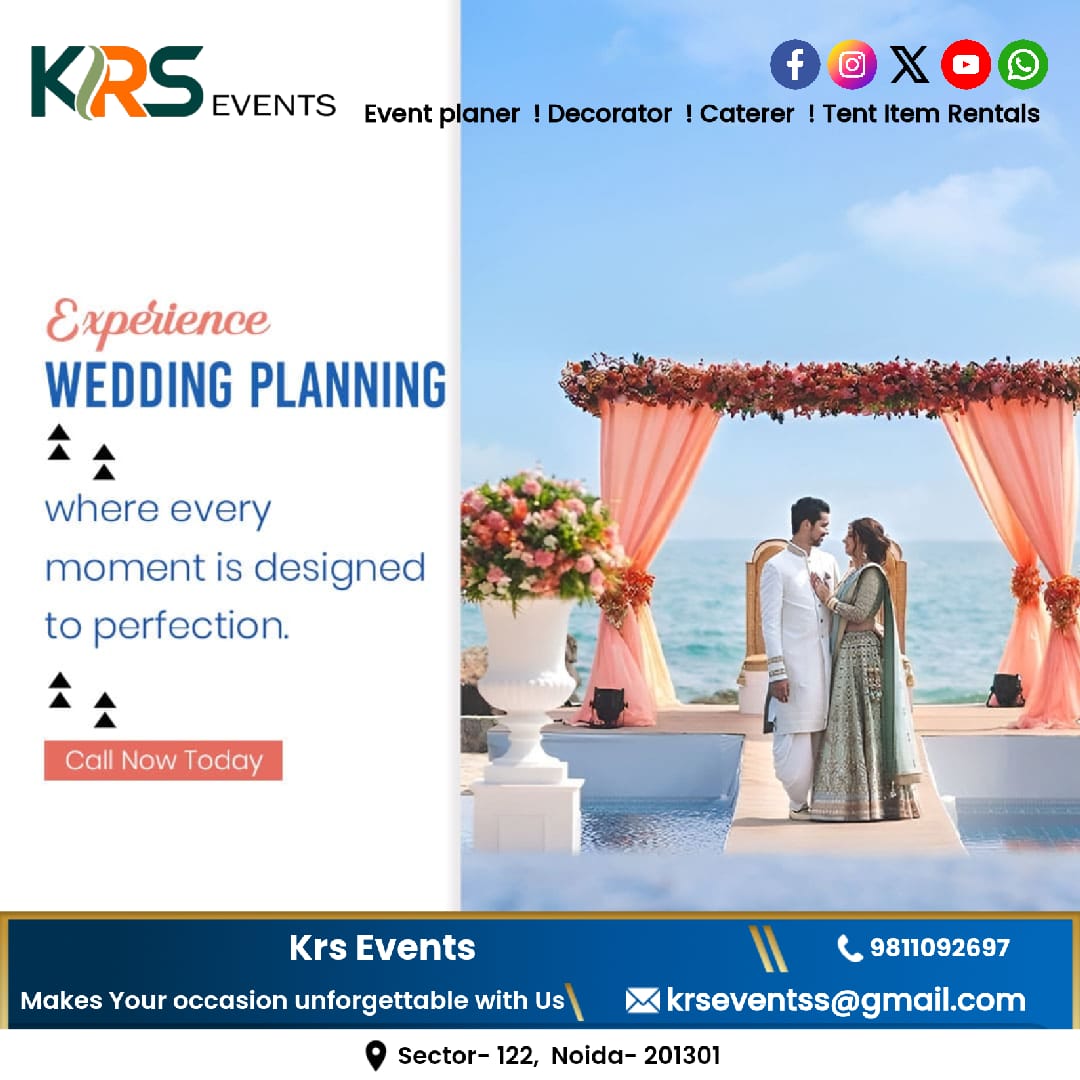 KRS EVENTS
Event planer ! Decorator ! Caterer ! Tent Item Rentals
Experience
WEDDING PLANNING
where every
moment is designed
to perfection.
Call Now Today
Krs Events
9811092697
Makes Your occasion unforgettable with Us
krseventss@gmail.com
Sector- 122, Noida- 201301